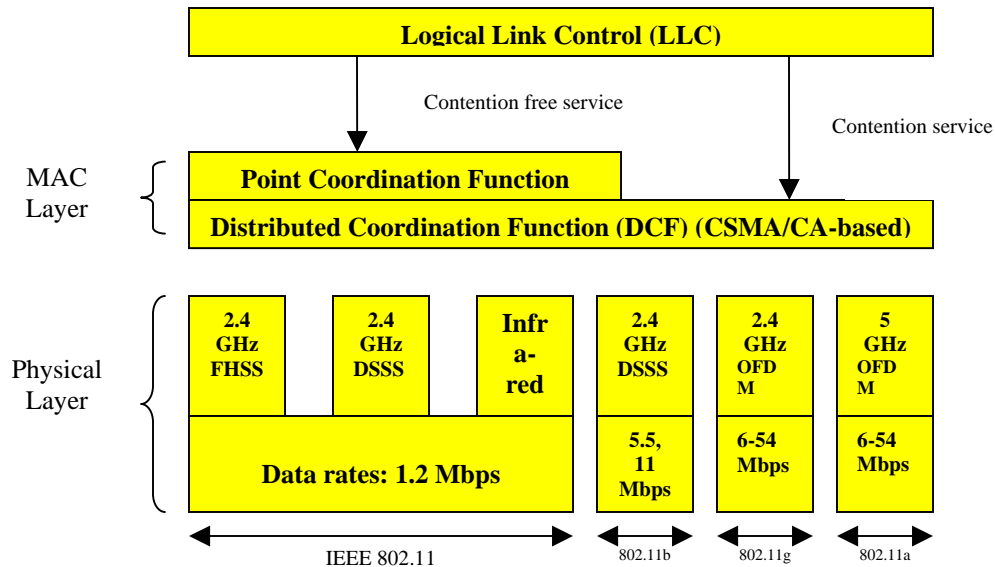 Logical Link Control (LLC)
Contention free service
Contention service
MAC
Layer
Point Coordination Function
Distributed Coordination Function (DCF) (CSMA/CA-based)
Physical
Layer
2.4
GHz
FHSS
2.4
GHz
DSSS
Infr
a-
red
2.4
GHz
DSSS
2.4
GHz
OFD
M
5
GHz
OFD
M
Data rates: 1.2 Mbps
5.5,
11
Mbps
6-54
Mbps
6-54
Mbps
IEEE 802.11
802.11b
802.11g
802.11a